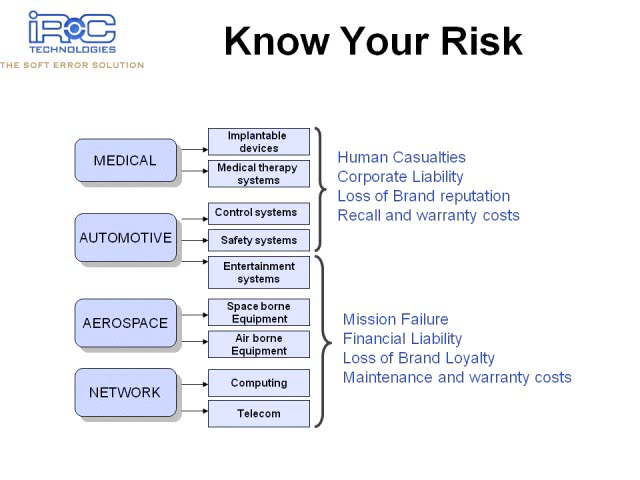 iROC
TECHNOLOGIES
THE SOFT ERROR SOLUTION
Know Your Risk
MEDICAL
Implantable
devices
Medical therapy
systems
Human Casualties
Corporate Liability
Loss of Brand reputation
Recall and warranty costs
AUTOMOTIVE
Control systems
Safety systems
Entertainment
systems
AEROSPACE
Space borne
Equipment
Air borne
Equipment
Mission Failure
Financial Liability
Loss of Brand Loyalty
Maintenance and warranty costs
NETWORK
Computing
Telecom